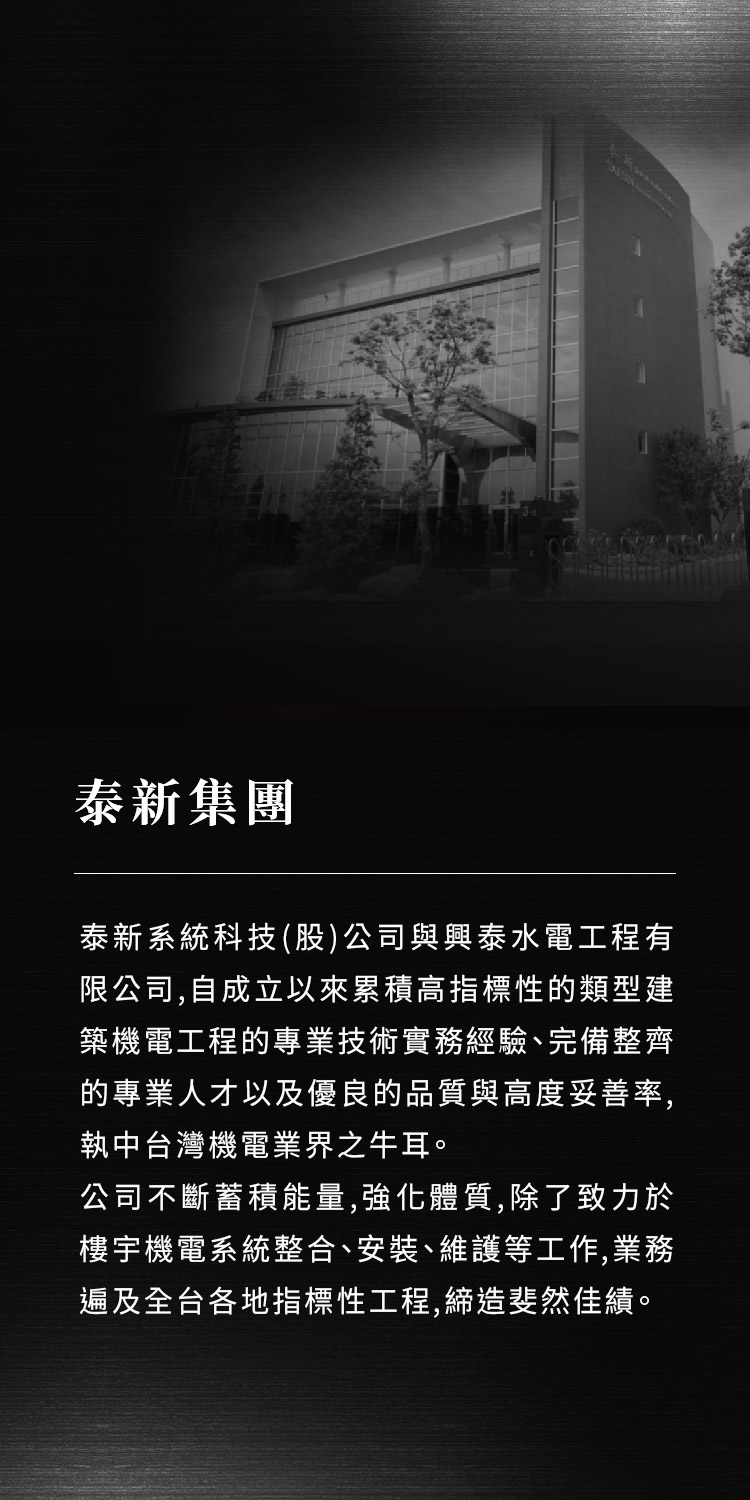 泰新集團
泰新系統科技(股)公司與興泰水電工程有
限公司,自成立以來累積高指標性的類型建
築機電工程的專業技術實務經驗、完備整齊
的專業人才以及優良的品質與高度妥善率,
執中台灣機電業界之牛耳。
公司不斷蓄積能量,強化體質,除了致力於
樓宇機電系統整合、安裝、維護等工作,業務
遍及全台各地指標性工程,締造斐然佳績。